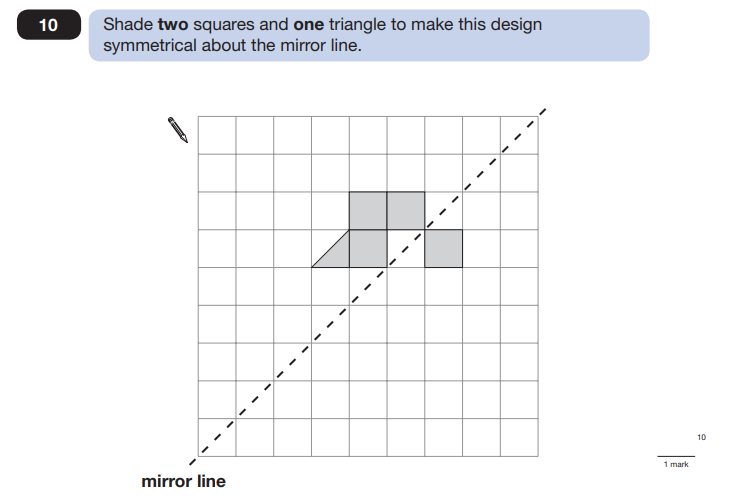 10
Shade two squares and one triangle to make this design
symmetrical about the mirror line.
mirror line
10
1 mark